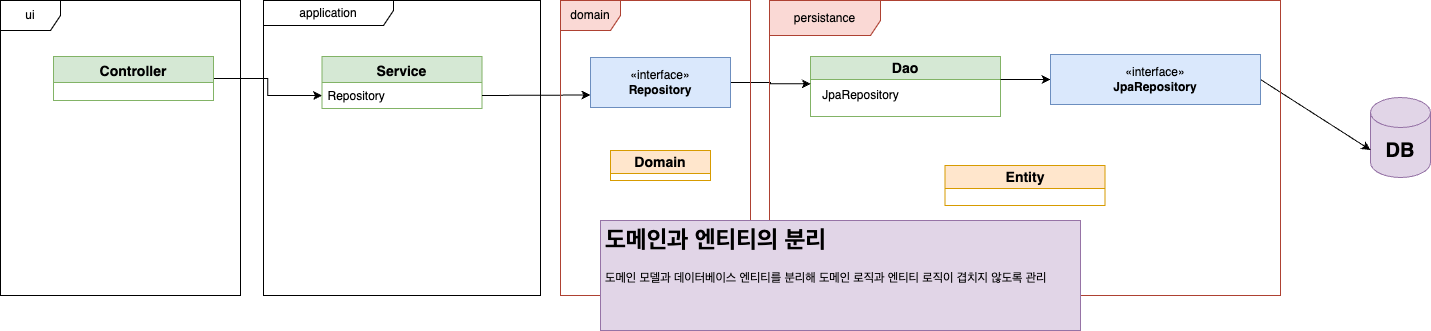 ui
application
domain
persistance
Controller
Service
Repository
«interface»
Repository
Dao
JpaRepository
«interface»
JpaRepository
DB
Domain
Entity
도메인과 엔티티의 분리
도메인 모델과 데이터베이스 엔티티를 분리해 도메인 로직과 엔티티 로직이 겹치지 않도록 관리